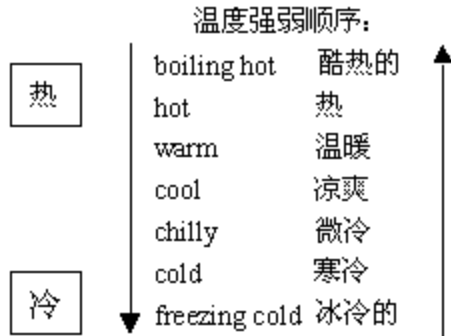 温度强弱顺序：
热
boiling hot 酷热的
hot 热
warm 温暖
cool 凉爽
chilly 微冷
cold 寒冷
冷
freezing cold 冰冷的